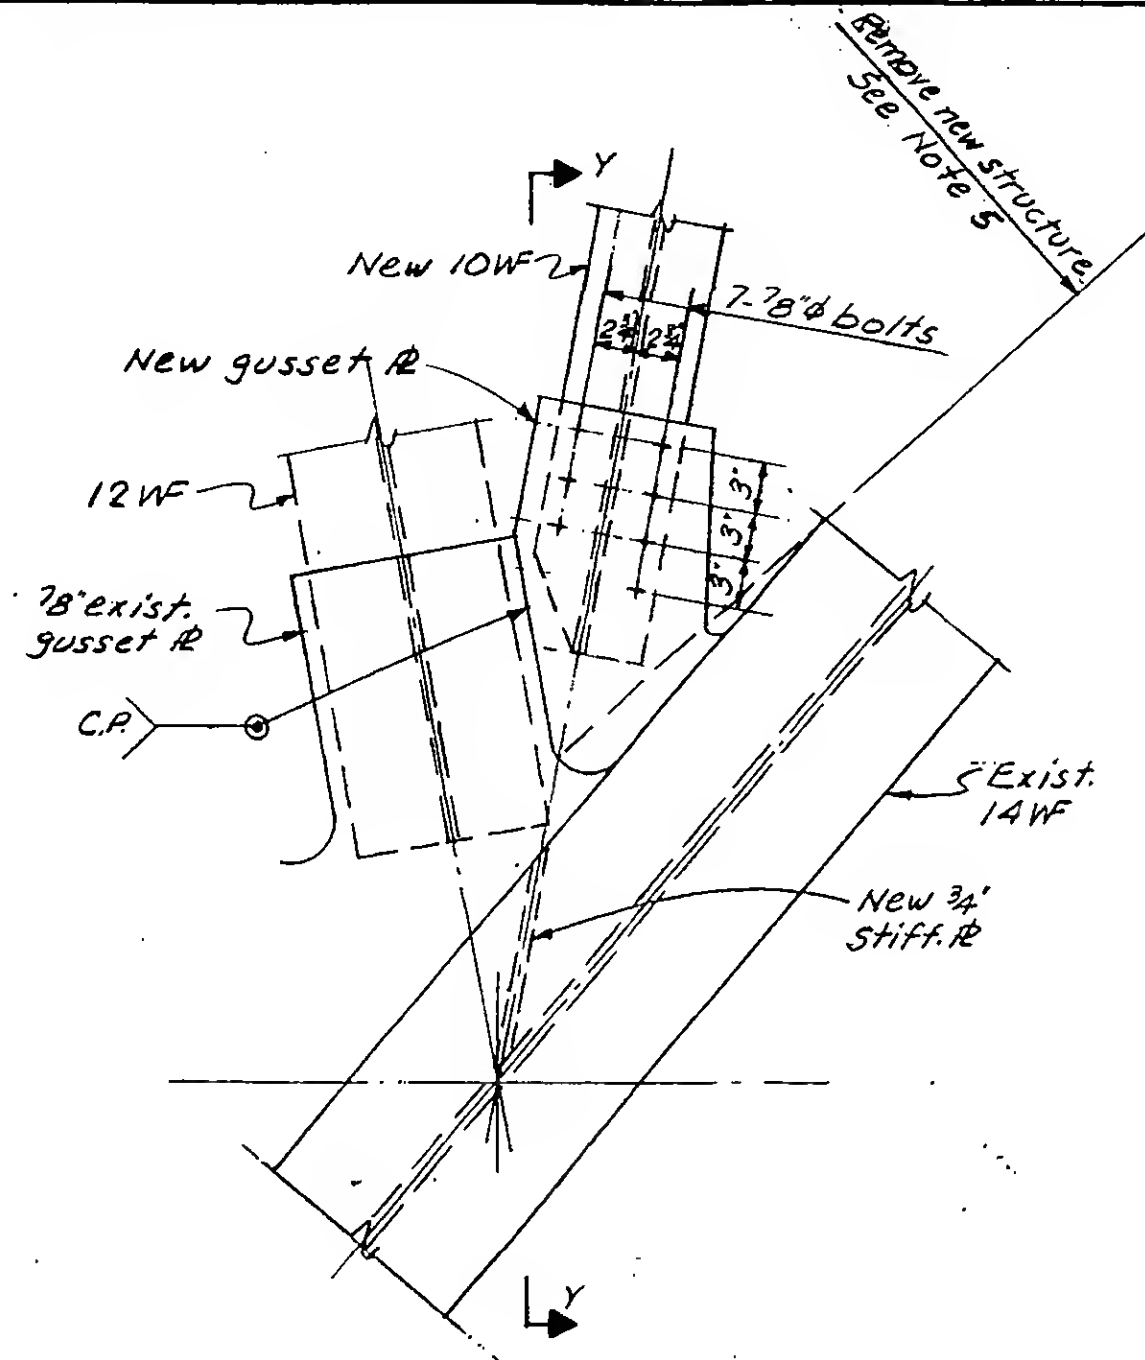 Remove new structure.
See Note 5
Y
New 10WF
7-7/8"ϕ bolts
2 3/4 2 3/4
New gusset PL
12WF
3"
3"
3"
7/8" exist.
gusset PL
C.P.
Exist.
14WF
New 3/4"
stiff. PL
Y